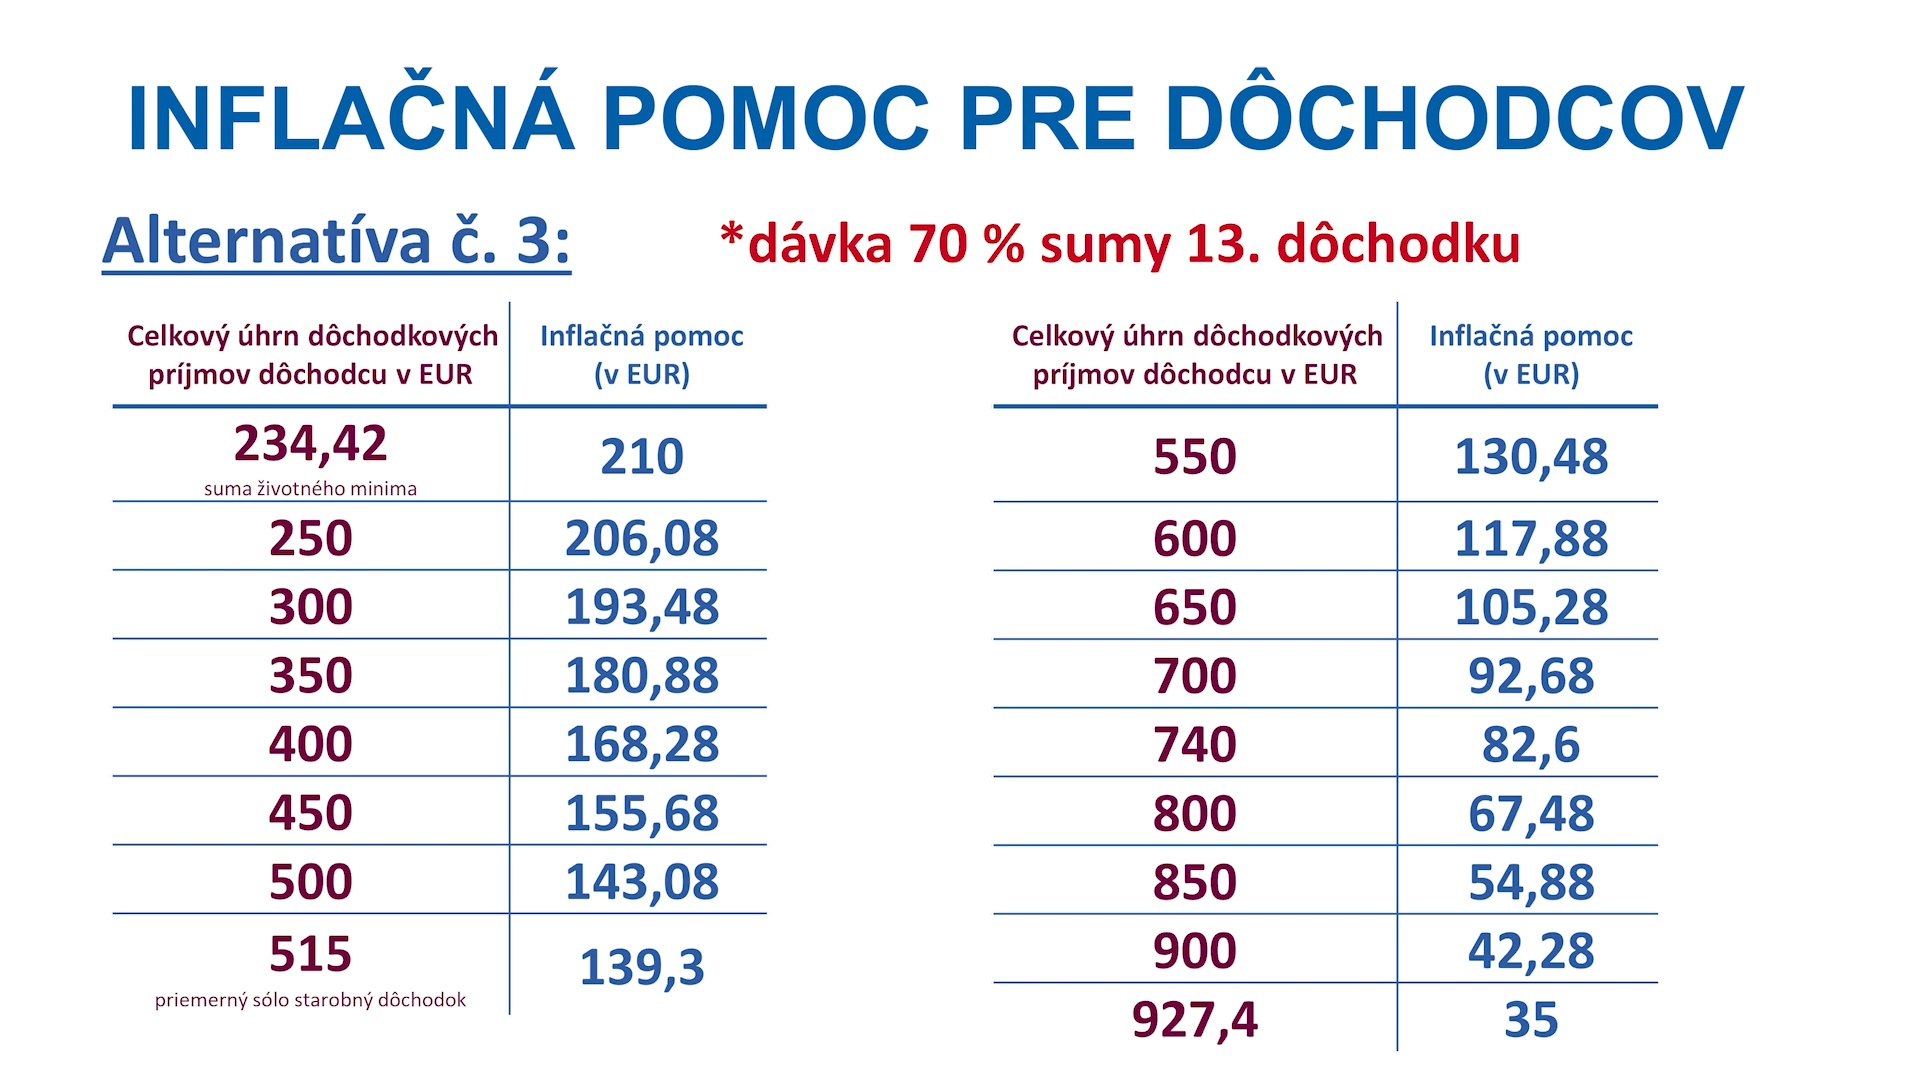 INFLAČNÁ POMOC PRE DÔCHODCOV
Alternatíva č. 3:
*dávka 70 % sumy 13. dôchodku
Celkový úhrn dôchodkových
príjmov dôchodcu v EUR
Inflačná pomoc
(v EUR)
234,42
suma životného minima
210
250
206,08
300
193,48
350
180,88
400
168,28
450
155,68
500
143,08
515
priemerný sólo starobný dôchodok
139,3
Celkový úhrn dôchodkových
príjmov dôchodcu v EUR
Inflačná pomoc
(v EUR)
550
130,48
600
117,88
650
105,28
700
92,68
740
82,6
800
67,48
850
54,88
900
42,28
927,4
35